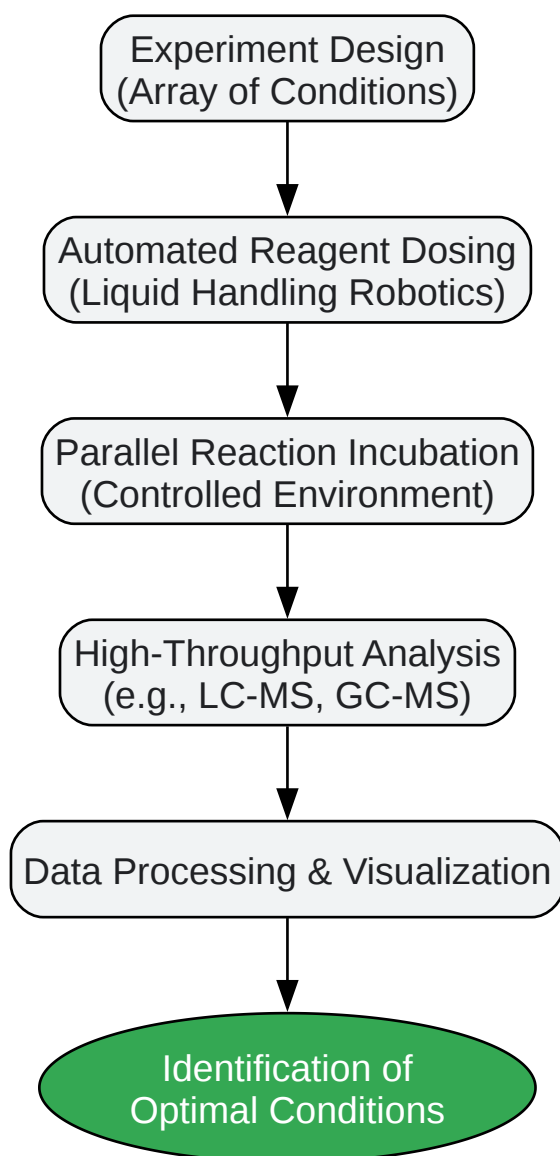 Experiment Design
(Array of Conditions)
Automated Reagent Dosing
(Liquid Handling Robotics)
Parallel Reaction Incubation
(Controlled Environment)
High-Throughput Analysis
(e.g., LC-MS, GC-MS)
Data Processing & Visualization
Identification of
Optimal Conditions